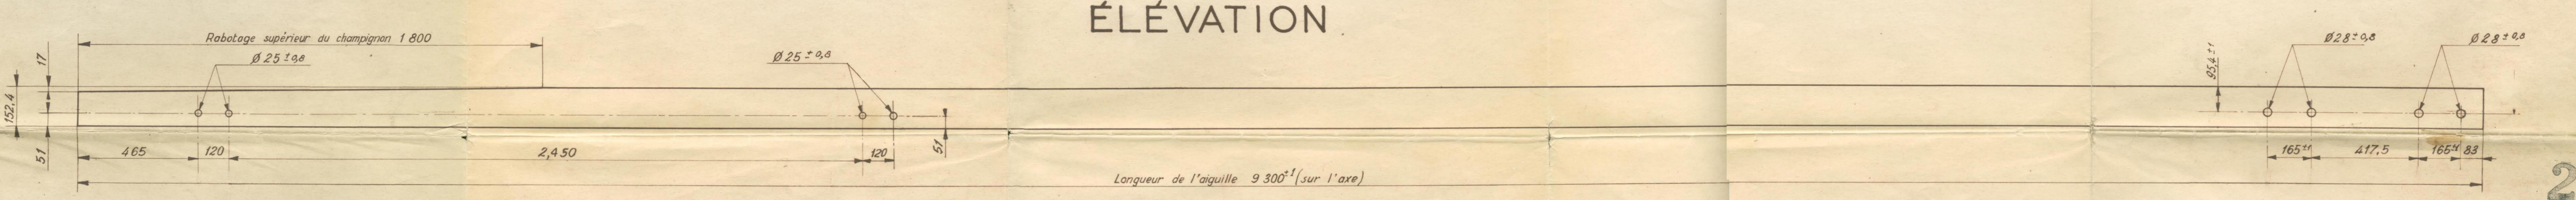 ÉLÉVATION
Rabotage supérieur du champignon 1 800
Ø 25 ± 0,8
Ø 25 ± 0,8
Ø 28 ± 0,8
Ø 28 ± 0,8
17
152,4
51
95,4 ± 1
51
465
120
2,450
120
165 ±1
417,5
165 ±1
83
Longueur de l'aiguille 9 300 ±1 (sur l'axe)
2